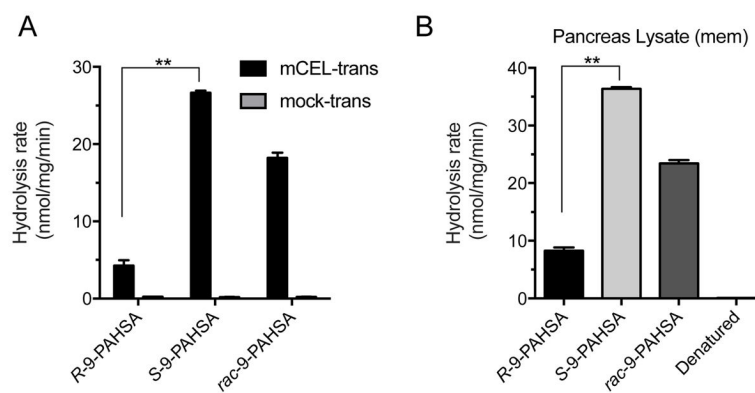 A
Hydrolysis rate
(nmol/mg/min)
30
20
10
0
**
mCEL-trans
mock-trans
R-9-PAHSA
S-9-PAHSA
rac-9-PAHSA
B
Pancreas Lysate (mem)
Hydrolysis rate
(nmol/mg/min)
40
30
20
10
0
**
R-9-PAHSA
S-9-PAHSA
rac-9-PAHSA
Denatured